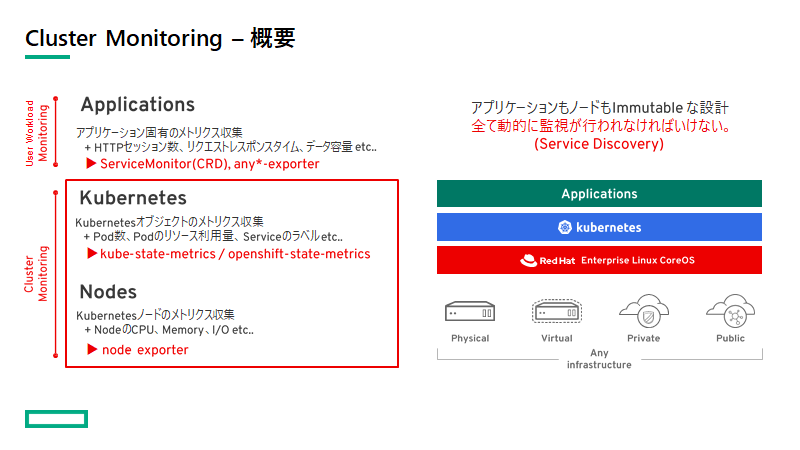 Cluster Monitoring – 概要
User Workload
Monitoring
Applications
アプリケーション固有のメトリクス収集
+ HTTPセッション数、リクエストレスポンスタイム、データ容量 etc..
▶ ServiceMonitor(CRD), any*-exporter
Cluster
Monitoring
Kubernetes
Kubernetesオブジェクトのメトリクス収集
+ Pod数、Podのリソース利用量、Serviceのラベルetc..
▶ kube-state-metrics / openshift-state-metrics
Nodes
Kubernetesノードのメトリクス収集
+ NodeのCPU、Memory、I/O etc..
▶ node exporter
アプリケーションもノードもImmutable な設計
全て動的に監視が行われなければいけない。
(Service Discovery)
Applications
kubernetes
Red Hat Enterprise Linux CoreOS
Physical
Virtual
Private
Public
Any
infrastructure